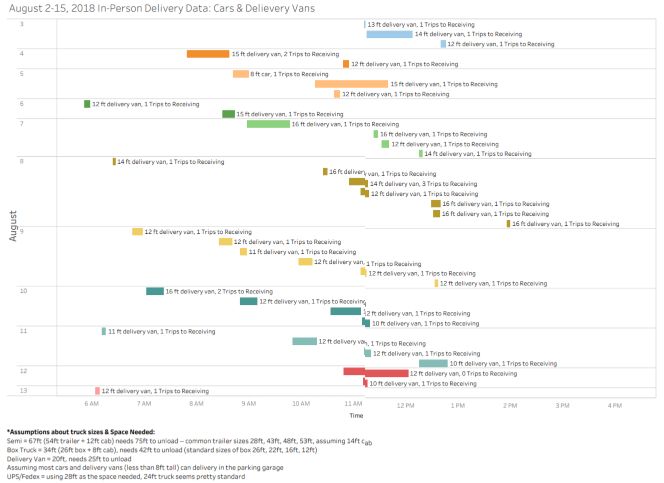 August 2-15, 2018 In-Person Delivery Data: Cars & Delievery Vans
3
13 ft delivery van, 1 Trips to Receiving
14 ft delivery van, 1 Trips to Receiving
12 ft delivery van, 1 Trips to Receiving
4
15 ft delivery van, 2 Trips to Receiving
12 ft delivery van, 1 Trips to Receiving
5
8 ft car, 1 Trips to Receiving
15 ft delivery van, 1 Trips to Receiving
12 ft delivery van, 1 Trips to Receiving
6
12 ft delivery van, 1 Trips to Receiving
15 ft delivery van, 1 Trips to Receiving
7
16 ft delivery van, 1 Trips to Receiving
16 ft delivery van, 1 Trips to Receiving
12 ft delivery van, 1 Trips to Receiving
14 ft delivery van, 1 Trips to Receiving
8
14 ft delivery van, 1 Trips to Receiving
16 ft delivery van, 1 Trips to Receiving
14 ft delivery van, 3 Trips to Receiving
12 ft delivery van, 1 Trips to Receiving
16 ft delivery van, 1 Trips to Receiving
16 ft delivery van, 1 Trips to Receiving
16 ft delivery van, 1 Trips to Receiving
August
9
12 ft delivery van, 1 Trips to Receiving
12 ft delivery van, 1 Trips to Receiving
11 ft delivery van, 1 Trips to Receiving
12 ft delivery van, 1 Trips to Receiving
12 ft delivery van, 1 Trips to Receiving
12 ft delivery van, 1 Trips to Receiving
10
16 ft delivery van, 2 Trips to Receiving
12 ft delivery van, 1 Trips to Receiving
12 ft delivery van, 1 Trips to Receiving
10 ft delivery van, 1 Trips to Receiving
11
11 ft delivery van, 1 Trips to Receiving
12 ft delivery van, 1 Trips to Receiving
12 ft delivery van, 1 Trips to Receiving
10 ft delivery van, 1 Trips to Receiving
12
12 ft delivery van, 0 Trips to Receiving
10 ft delivery van, 1 Trips to Receiving
13
12 ft delivery van, 1 Trips to Receiving
6 AM 7 AM 8 AM 9 AM 10 AM 11 AM 12 PM 1 PM 2 PM 3 PM 4 PM
Time
*Assumptions about truck sizes & Space Needed:
Semi = 67ft (54ft trailer + 12ft cab) needs 75ft to unload – common trailer sizes 28ft, 43ft, 48ft, 53ft, assuming 14ft cab
Box Truck = 34ft (26ft box + 8ft cab), needs 42ft to unload (standard sizes of box 26ft, 22ft, 16ft, 12ft)
Delivery Van = 20ft, needs 25ft to unload
Assuming most cars and delivery vans (less than 8ft tall) can delivery in the parking garage
UPS/Fedex = using 28ft as the space needed, 24ft truck seems pretty standard